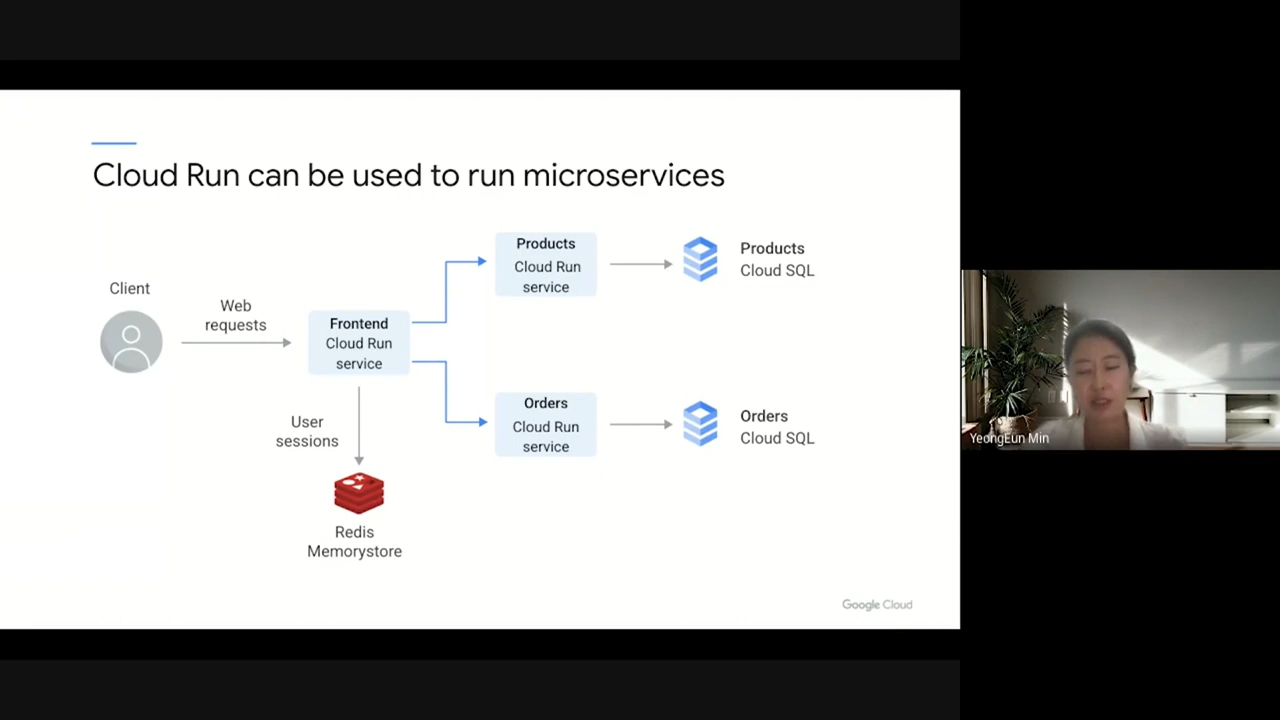 Cloud Run can be used to run microservices
Client
Web
requests
Frontend
Cloud Run
service
User
sessions
Redis
Memorystore
Products
Cloud Run
service
Products
Cloud SQL
Orders
Cloud Run
service
Orders
Cloud SQL
Google Cloud
YeongEun Min